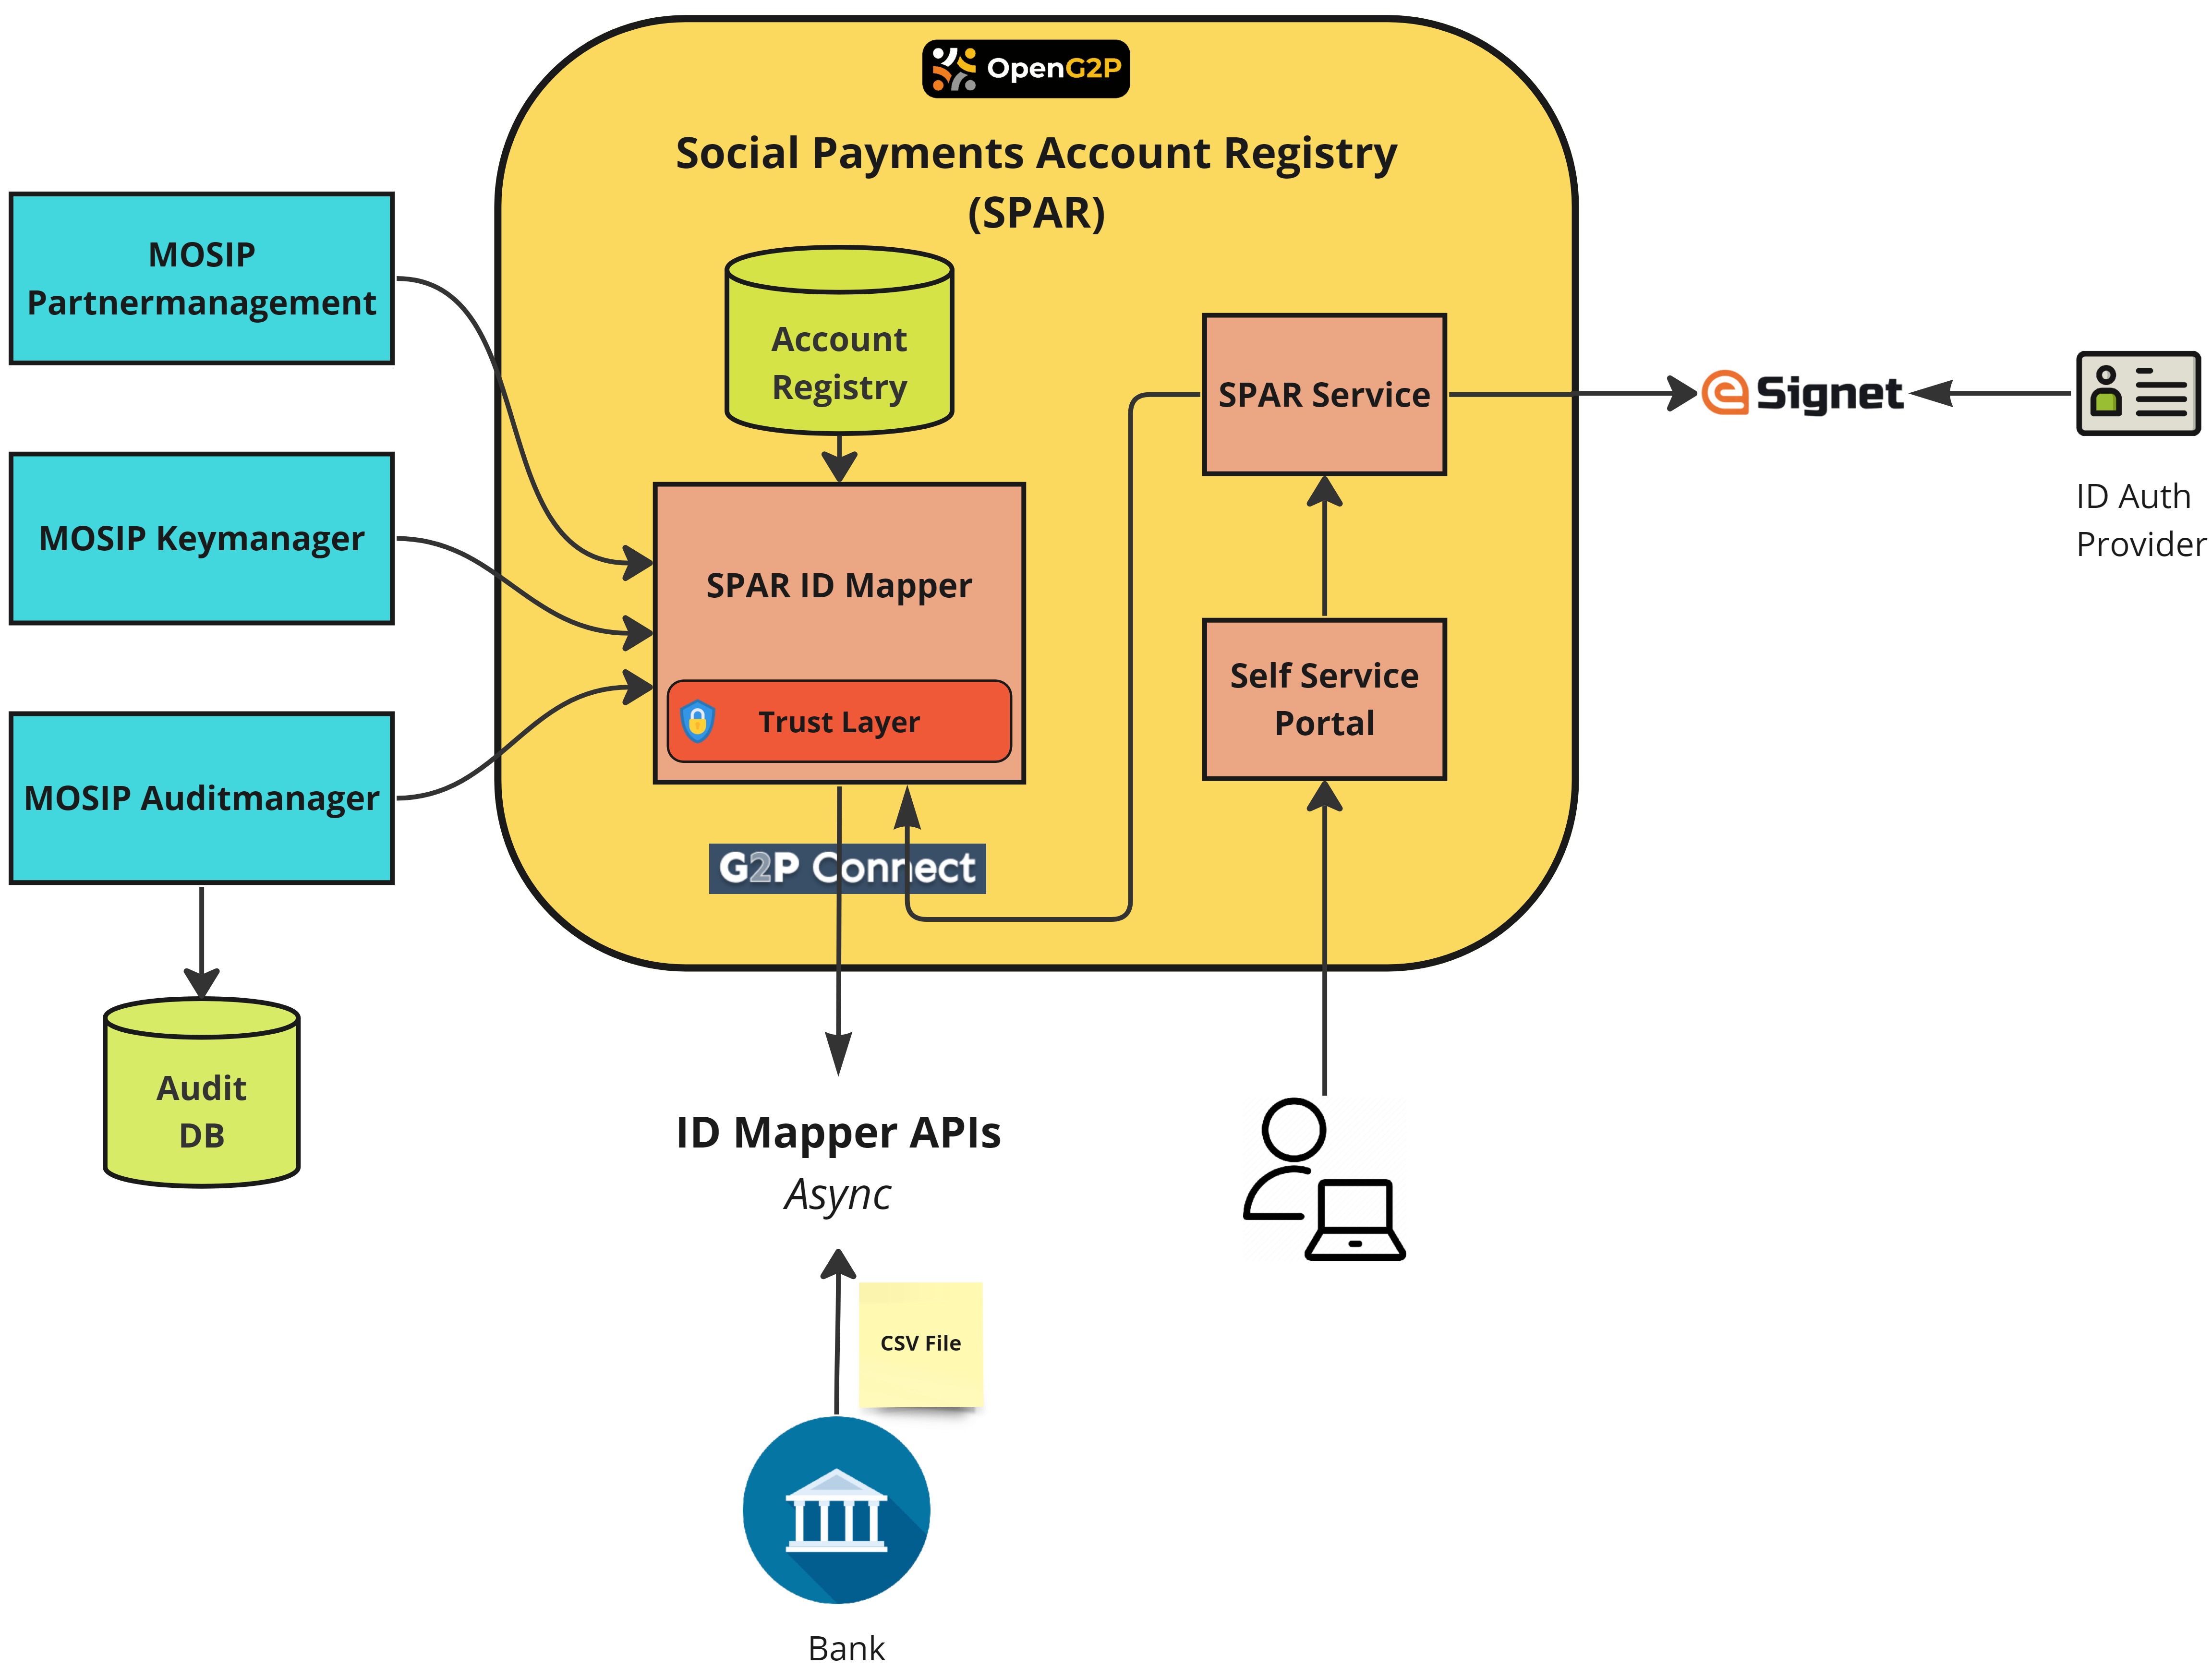 OpenG2P
Social Payments Account Registry
(SPAR)
MOSIP
Partnermanagement
Account
Registry
SPAR Service
eSignet
ID Auth
Provider
MOSIP Keymanager
SPAR ID Mapper
Trust Layer
Self Service
Portal
MOSIP Auditmanager
G2P Connect
Audit
DB
ID Mapper APIs
Async
CSV File
Bank